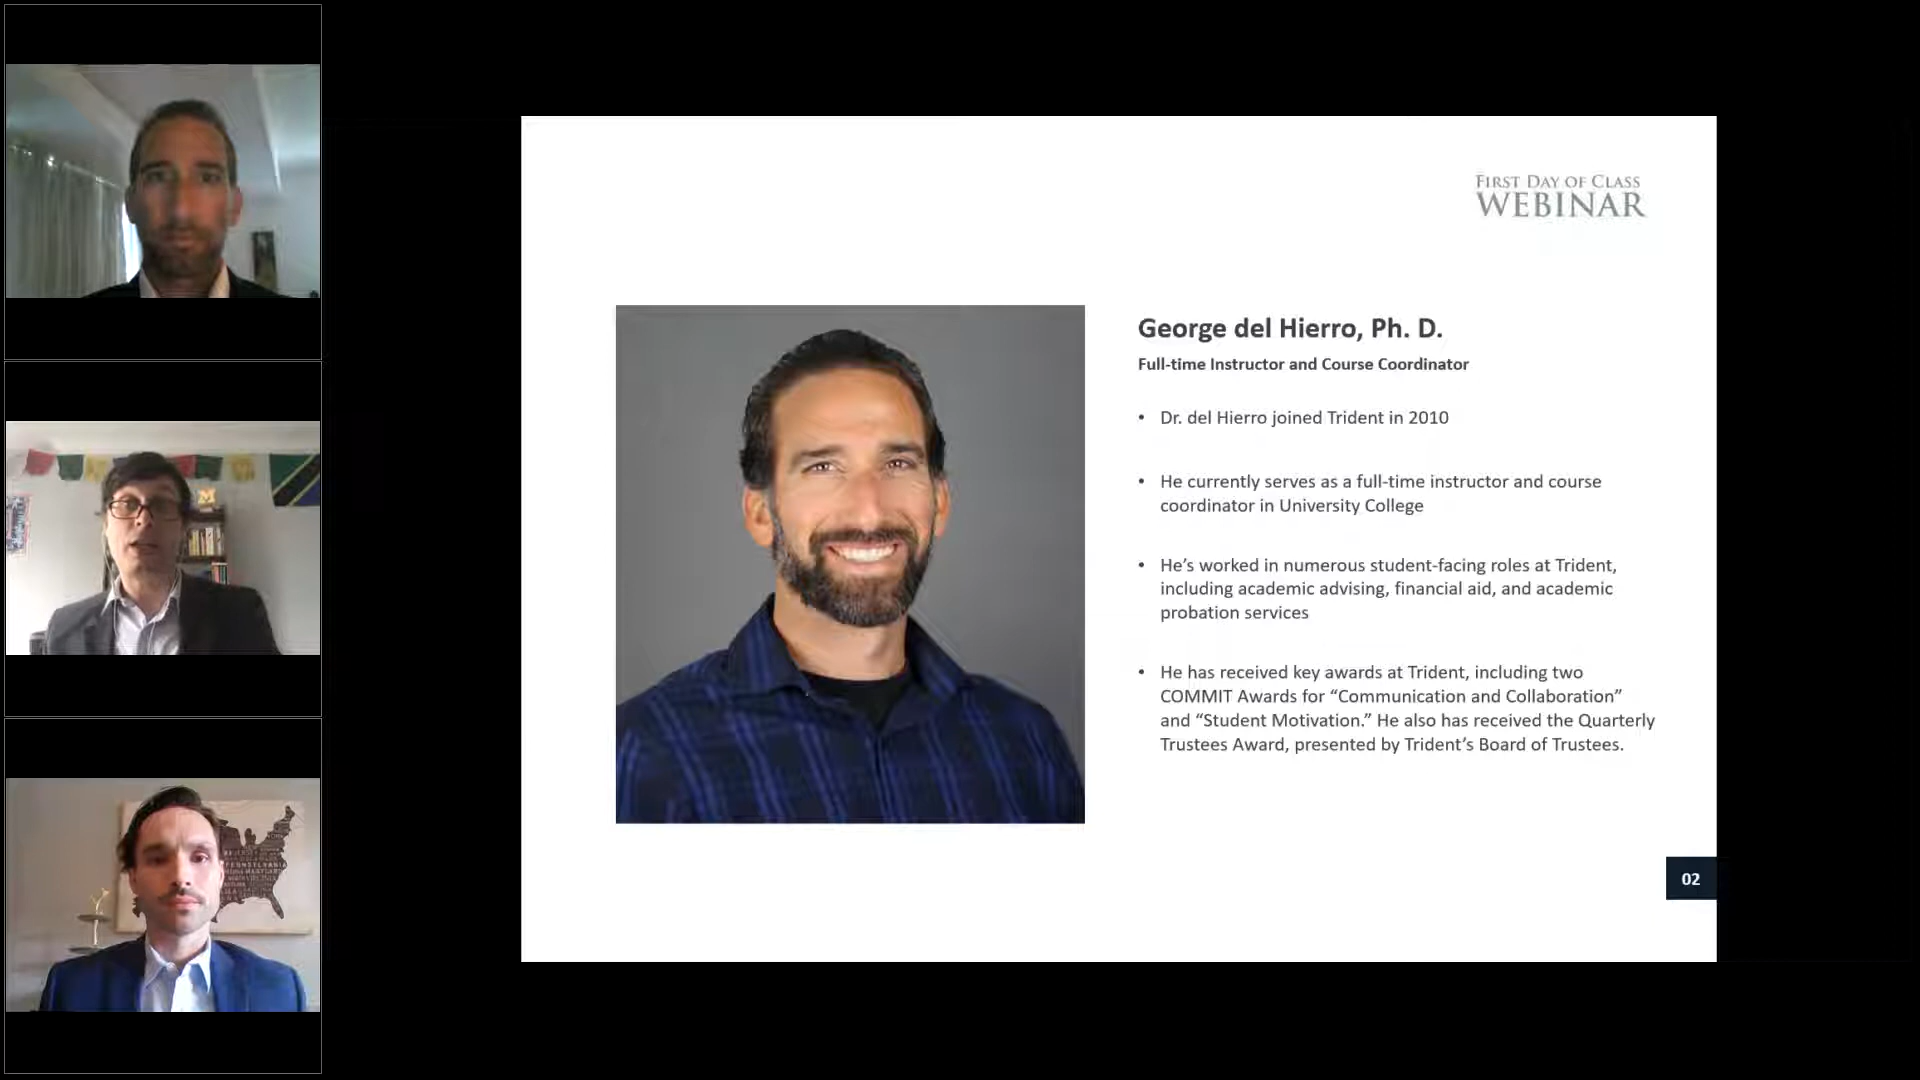 FIRST DAY OF CLASS
WEBINAR
George del Hierro, Ph. D.
Full-time Instructor and Course Coordinator
• Dr. del Hierro joined Trident in 2010
• He currently serves as a full-time instructor and course
coordinator in University College
• He’s worked in numerous student-facing roles at Trident,
including academic advising, financial aid, and academic
probation services
• He has received key awards at Trident, including two
COMMIT Awards for “Communication and Collaboration”
and “Student Motivation.” He also has received the Quarterly
Trustees Award, presented by Trident’s Board of Trustees.
02
PENNSYLVANIA